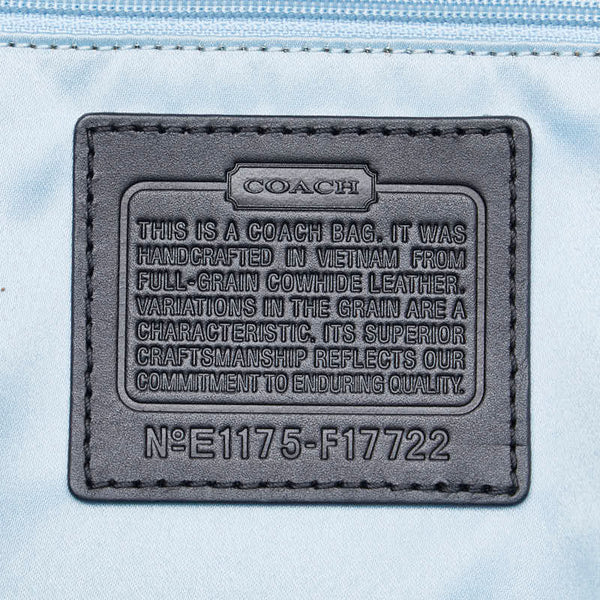 COACH
THIS IS A COACH BAG. IT WAS
HANDCRAFTED IN VIETNAM FROM
FULL-GRAIN COWHIDE LEATHER.
VARIATIONS IN THE GRAIN ARE A
CHARACTERISTIC. ITS SUPERIOR
CRAFTSMANSHIP REFLECTS OUR
COMMITMENT TO ENDURING QUALITY.
NºE1175-F17722